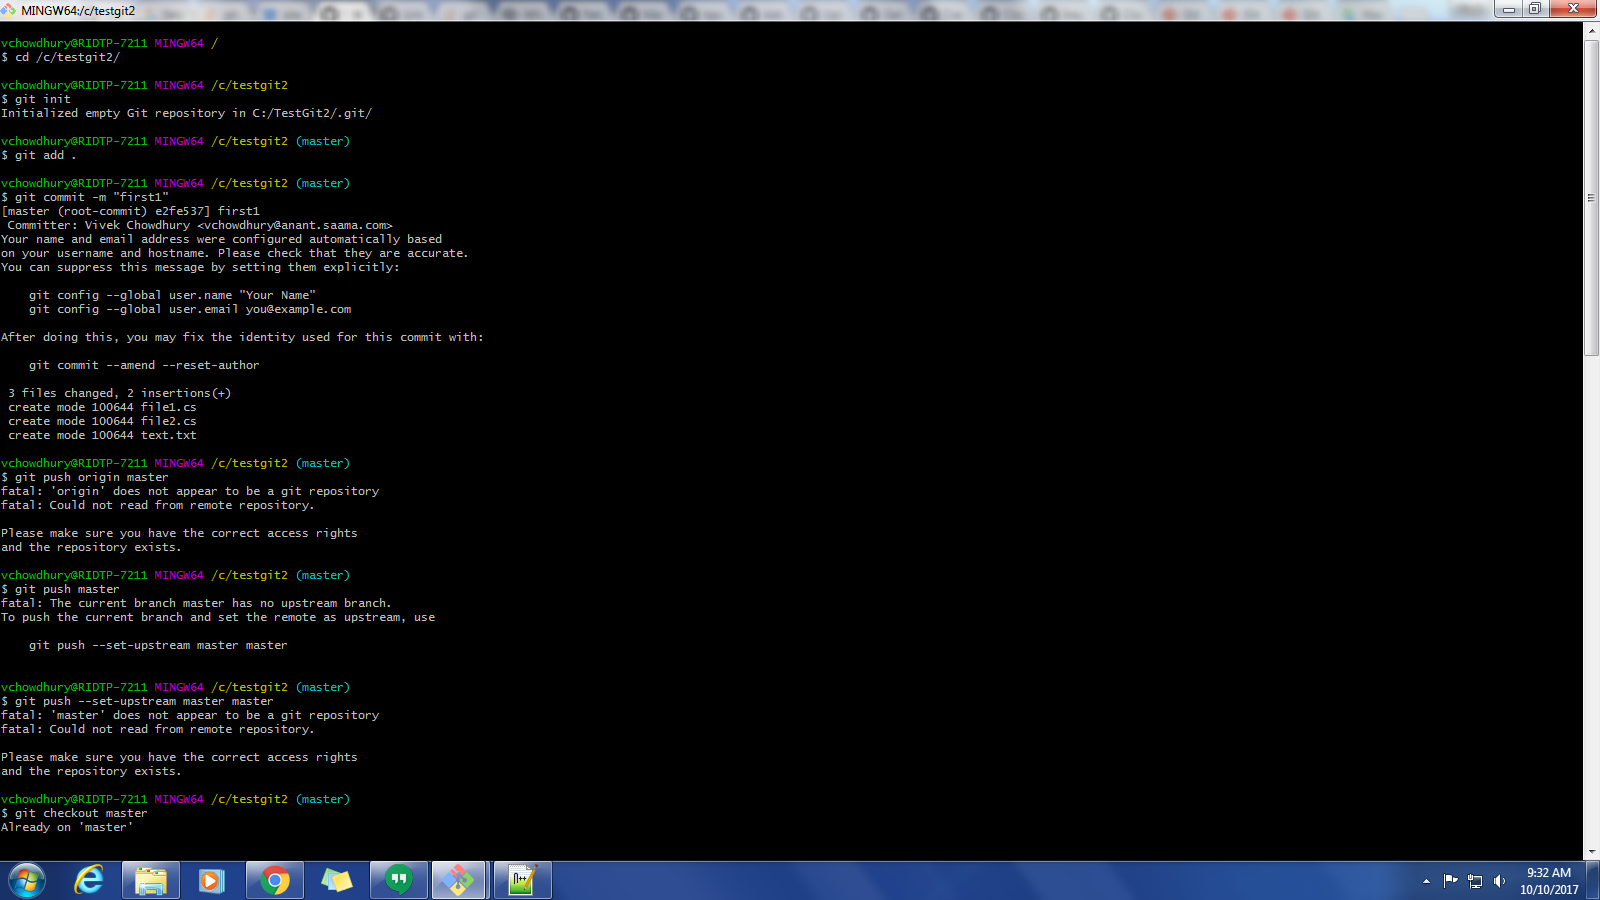 MINGW64:/c/testgit2
vchowdhury@RIDTP-7211 MINGW64 /
$ cd /c/testgit2/
vchowdhury@RIDTP-7211 MINGW64 /c/testgit2
$ git init
Initialized empty Git repository in C:/TestGit2/.git/
vchowdhury@RIDTP-7211 MINGW64 /c/testgit2 (master)
$ git add .
vchowdhury@RIDTP-7211 MINGW64 /c/testgit2 (master)
$ git commit -m "first1"
[master (root-commit) e2fe537] first1
Committer: Vivek Chowdhury <vchowdhury@anant.saama.com>
Your name and email address were configured automatically based
on your username and hostname. Please check that they are accurate.
You can suppress this message by setting them explicitly:
git config --global user.name "Your Name"
git config --global user.email you@example.com
After doing this, you may fix the identity used for this commit with:
git commit --amend --reset-author
3 files changed, 2 insertions(+)
create mode 100644 file1.cs
create mode 100644 file2.cs
create mode 100644 text.txt
vchowdhury@RIDTP-7211 MINGW64 /c/testgit2 (master)
$ git push origin master
fatal: 'origin' does not appear to be a git repository
fatal: Could not read from remote repository.
Please make sure you have the correct access rights
and the repository exists.
vchowdhury@RIDTP-7211 MINGW64 /c/testgit2 (master)
$ git push master
fatal: The current branch master has no upstream branch.
To push the current branch and set the remote as upstream, use
git push --set-upstream master master
vchowdhury@RIDTP-7211 MINGW64 /c/testgit2 (master)
$ git push --set-upstream master master
fatal: 'master' does not appear to be a git repository
fatal: Could not read from remote repository.
Please make sure you have the correct access rights
and the repository exists.
vchowdhury@RIDTP-7211 MINGW64 /c/testgit2 (master)
$ git checkout master
Already on 'master'
9:32 AM
10/10/2017